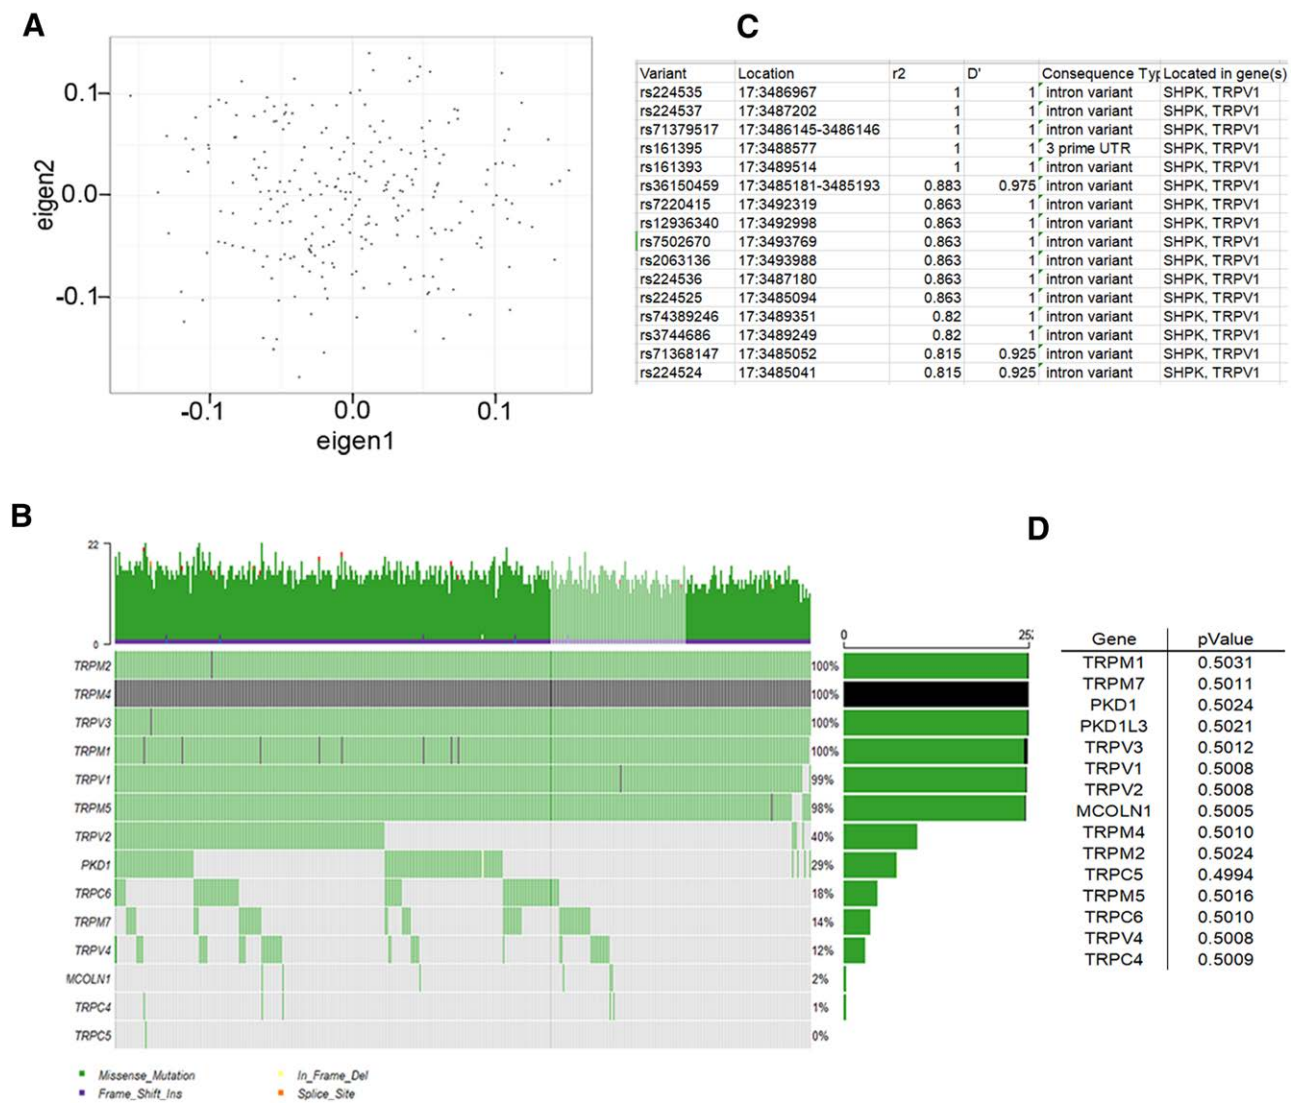 A
eigen2
0.1
0.0
-0.1
-0.1
0.0
0.1
eigen1
C
Variant Location r2 D' Consequence Typ Located in gene(s)
rs224535 17:3486967 1 1 intron variant SHPK, TRPV1
rs224537 17:3487202 1 1 intron variant SHPK, TRPV1
rs71379517 17:3486145-3486146 1 1 intron variant SHPK, TRPV1
rs161395 17:3488577 1 1 3 prime UTR SHPK, TRPV1
rs161393 17:3489514 1 1 intron variant SHPK, TRPV1
rs36150459 17:3485181-3485193 0.883 0.975 intron variant SHPK, TRPV1
rs7220415 17:3492319 0.863 1 intron variant SHPK, TRPV1
rs12936340 17:3492998 0.863 1 intron variant SHPK, TRPV1
rs7502670 17:3493769 0.863 1 intron variant SHPK, TRPV1
rs2063136 17:3493988 0.863 1 intron variant SHPK, TRPV1
rs224536 17:3487180 0.863 1 intron variant SHPK, TRPV1
rs224525 17:3485094 0.863 1 intron variant SHPK, TRPV1
rs74389246 17:3489351 0.82 1 intron variant SHPK, TRPV1
rs3744686 17:3489249 0.82 1 intron variant SHPK, TRPV1
rs71368147 17:3485052 0.815 0.925 intron variant SHPK, TRPV1
rs224524 17:3485041 0.815 0.925 intron variant SHPK, TRPV1
B
22
0
0 25
TRPM2 100%
TRPM4 100%
TRPV3 100%
TRPM1 100%
TRPV1 99%
TRPM5 98%
TRPV2 40%
PKD1 29%
TRPC6 18%
TRPM7 14%
TRPV4 12%
MCOLN1 2%
TRPC4 1%
TRPC5 0%
Missense_Mutation In_Frame_Del
Frame_Shift_Ins Splice_Site
D
Gene pValue
TRPM1 0.5031
TRPM7 0.5011
PKD1 0.5024
PKD1L3 0.5021
TRPV3 0.5012
TRPV1 0.5008
TRPV2 0.5008
MCOLN1 0.5005
TRPM4 0.5010
TRPM2 0.5024
TRPC5 0.4994
TRPM5 0.5016
TRPC6 0.5010
TRPV4 0.5008
TRPC4 0.5009